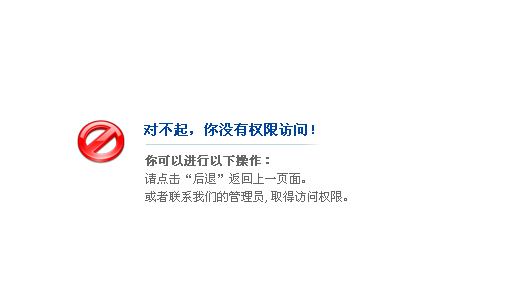 对不起，你没有权限访问！
你可以进行以下操作：
请点击“后退”返回上一页面。
或者联系我们的管理员,取得访问权限。